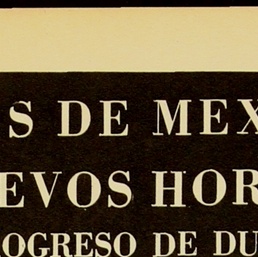 S DE MEX
EVOS HOR
OGRESO DE DU